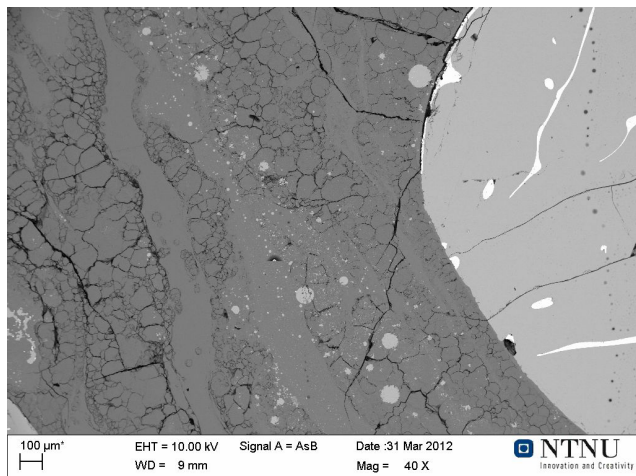 100 µm*
EHT = 10.00 kV Signal A = AsB Date :31 Mar 2012
WD = 9 mm Mag = 40 X
NTNU
Innovation and Creativity